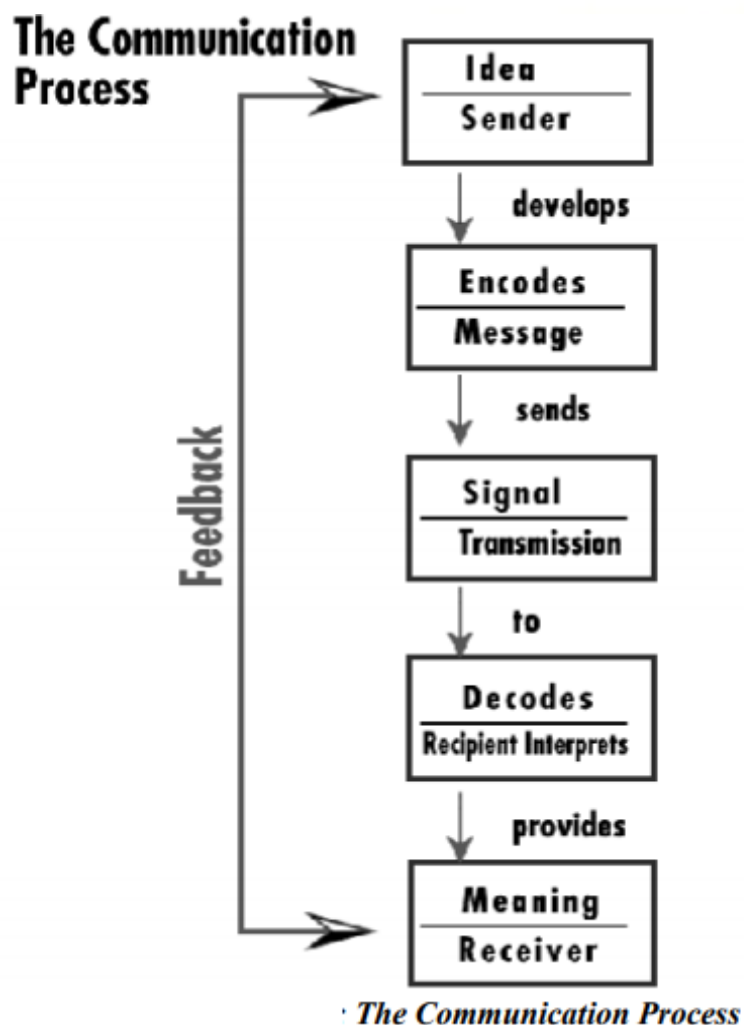 The Communication
Process
Idea
Sender
develops
Encodes
Message
sends
Signal
Transmission
to
Decodes
Recipient Interprets
provides
Meaning
Receiver
Feedback
: The Communication Process